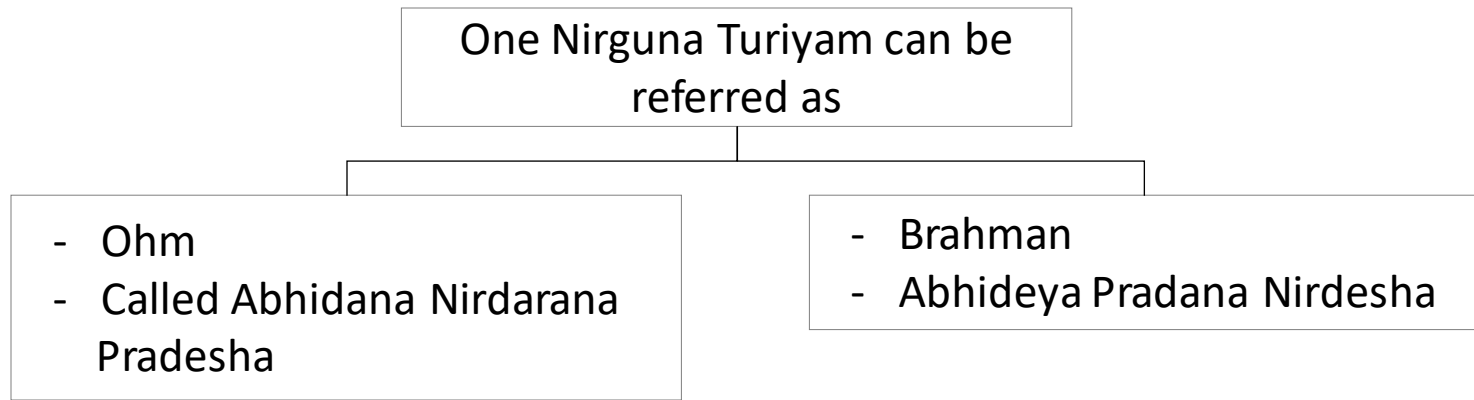 One Nirguna Turiyam can be
referred as
- Ohm
- Called Abhidana Nirdarana
Pradesha
- Brahman
- Abhideya Pradana Nirdesha